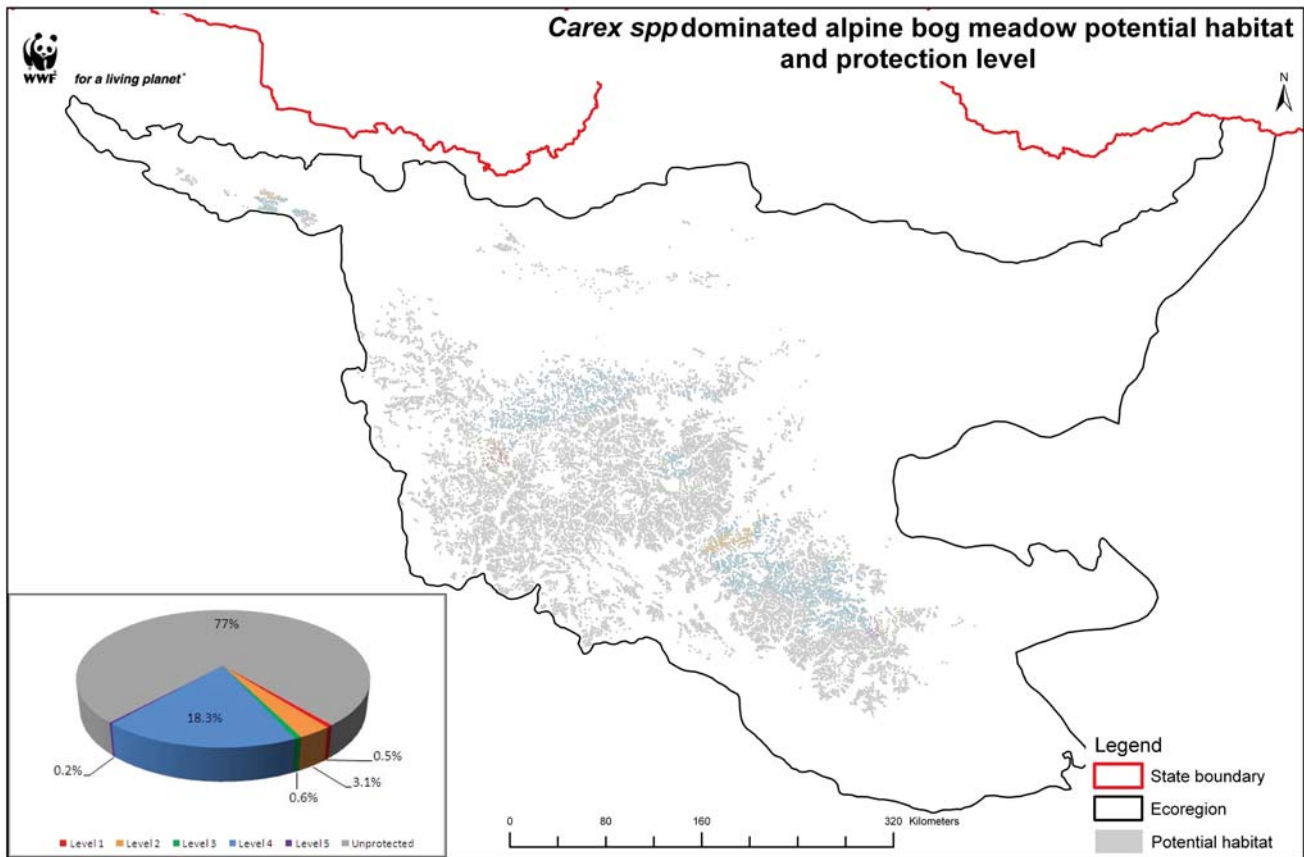 Carex spp dominated alpine bog meadow potential habitat
and protection level
WWF
for a living planet®
N
77%
18.3%
0.2%
0.6%
3.1%
0.5%
Level 1 Level 2 Level 3 Level 4 Level 5 Unprotected
0 80 160 320 Kilometers
Legend
State boundary
Ecoregion
Potential habitat